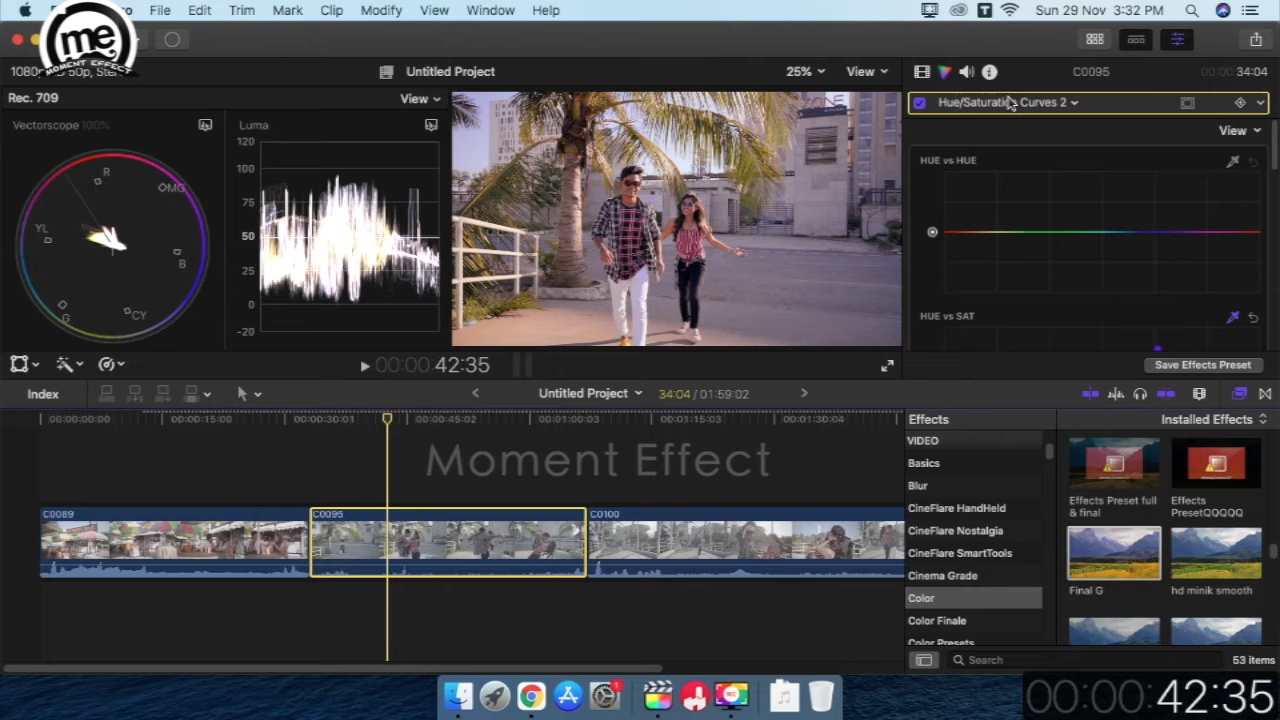 File Edit Trim Mark Clip Modify View Window Help
Sun 29 Nov 3:32 PM
me
MOMENT EFFECT
1080p
50p,
Untitled Project
25%
View
C0095
00:00:34:04
Rec. 709
View
Hue/Saturation Curves 2
Vectorscope 100%
Luma
View
R
MG
YL
B
G
CY
120
100
75
50
25
0
-20
HUE vs HUE
HUE vs SAT
00:00:42:35
Save Effects Preset
Index
Untitled Project
34:04 / 01:59:02
00:00:00:00
00:00:15:00
00:00:30:01
00:00:45:02
00:01:00:03
00:01:15:03
00:01:30:04
Moment Effect
C0089
C0095
C0100
Effects
Installed Effects
VIDEO
Basics
Blur
CineFlare HandHeld
CineFlare Nostalgia
CineFlare SmartTools
Cinema Grade
Color
Color Finale
Color Presets
Effects Preset full & final
Effects PresetQQQQQ
Final G
hd minik smooth
Search
53 items
00:00:42:35